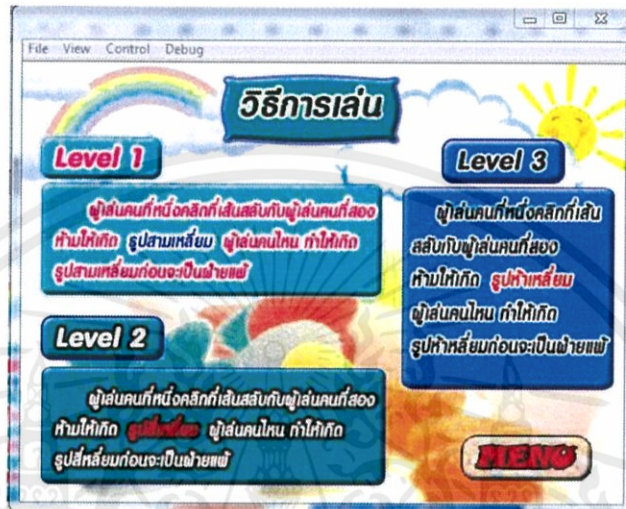 File View Control Debug
วิธีการเล่น
Level 1
ผู้เล่นคนที่หนึ่งคลิกที่เส้นสลับกับผู้เล่นคนที่สอง
ห้ามให้เกิด รูปสามเหลี่ยม ผู้เล่นคนไหน ทำให้เกิด
รูปสามเหลี่ยมก่อนจะเป็นฝ่ายแพ้
Level 2
ผู้เล่นคนที่หนึ่งคลิกที่เส้นสลับกับผู้เล่นคนที่สอง
ห้ามให้เกิด รูปสี่เหลี่ยม ผู้เล่นคนไหน ทำให้เกิด
รูปสี่หลี่ยมก่อนจะเป็นฝ่ายแพ้
Level 3
ผู้เล่นคนที่หนึ่งคลิกที่เส้น
สลับกับผู้เล่นคนที่สอง
ห้ามให้เกิด รูปห้าเหลี่ยม
ผู้เล่นคนไหน ทำให้เกิด
รูปห้าหลี่ยมก่อนจะเป็นฝ่ายแพ้
MENU